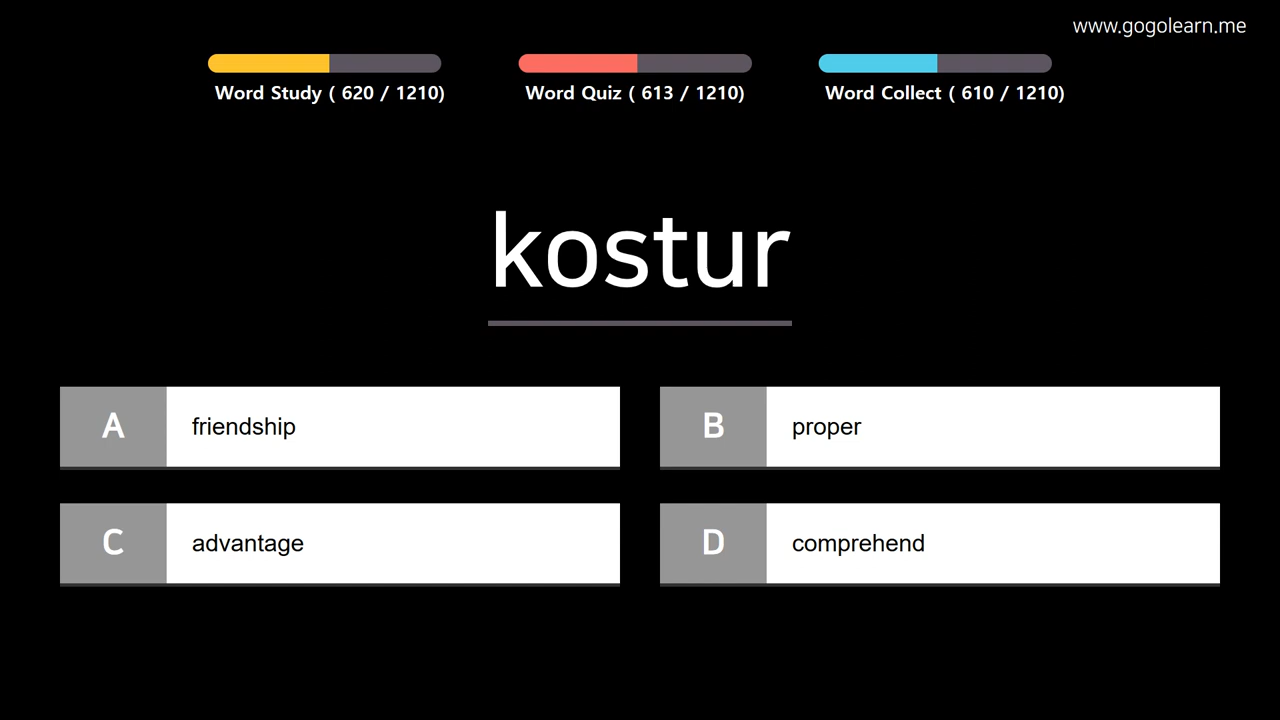 www.gogolearn.me
Word Study ( 620 / 1210)
Word Quiz ( 613 / 1210)
Word Collect ( 610 / 1210)
kostur
A friendship
B proper
C advantage
D comprehend